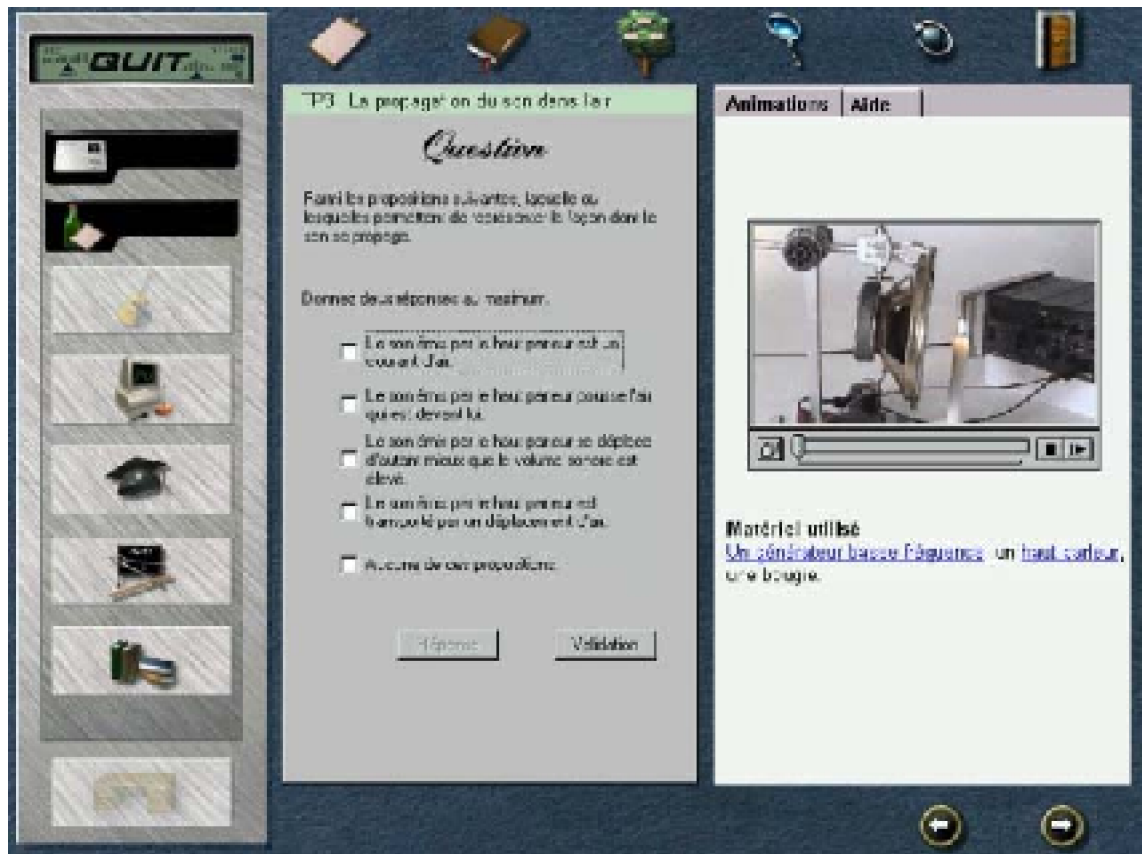 QUIT
TP3 La propagation du son dans l'air
Question
Parmi les propositions suivantes, laquelle ou
lesquelles permettent de représenter la façon dont le
son se propage.
Donnez deux réponses au maximum.
Le son émis par le haut parleur est un
courant d'air.
Le son émis par le haut parleur pousse l'air
qui est devant lui.
Le son émis par le haut parleur se déplace
d'autant mieux que le volume sonore est
élevé.
Le son émis par le haut parleur est
transporté par un déplacement d'air.
Aucune de ces propositions.
Réponse
Validation
Animations
Aide
Matériel utilisé
Un générateur basse fréquence, un haut parleur,
une bougie.